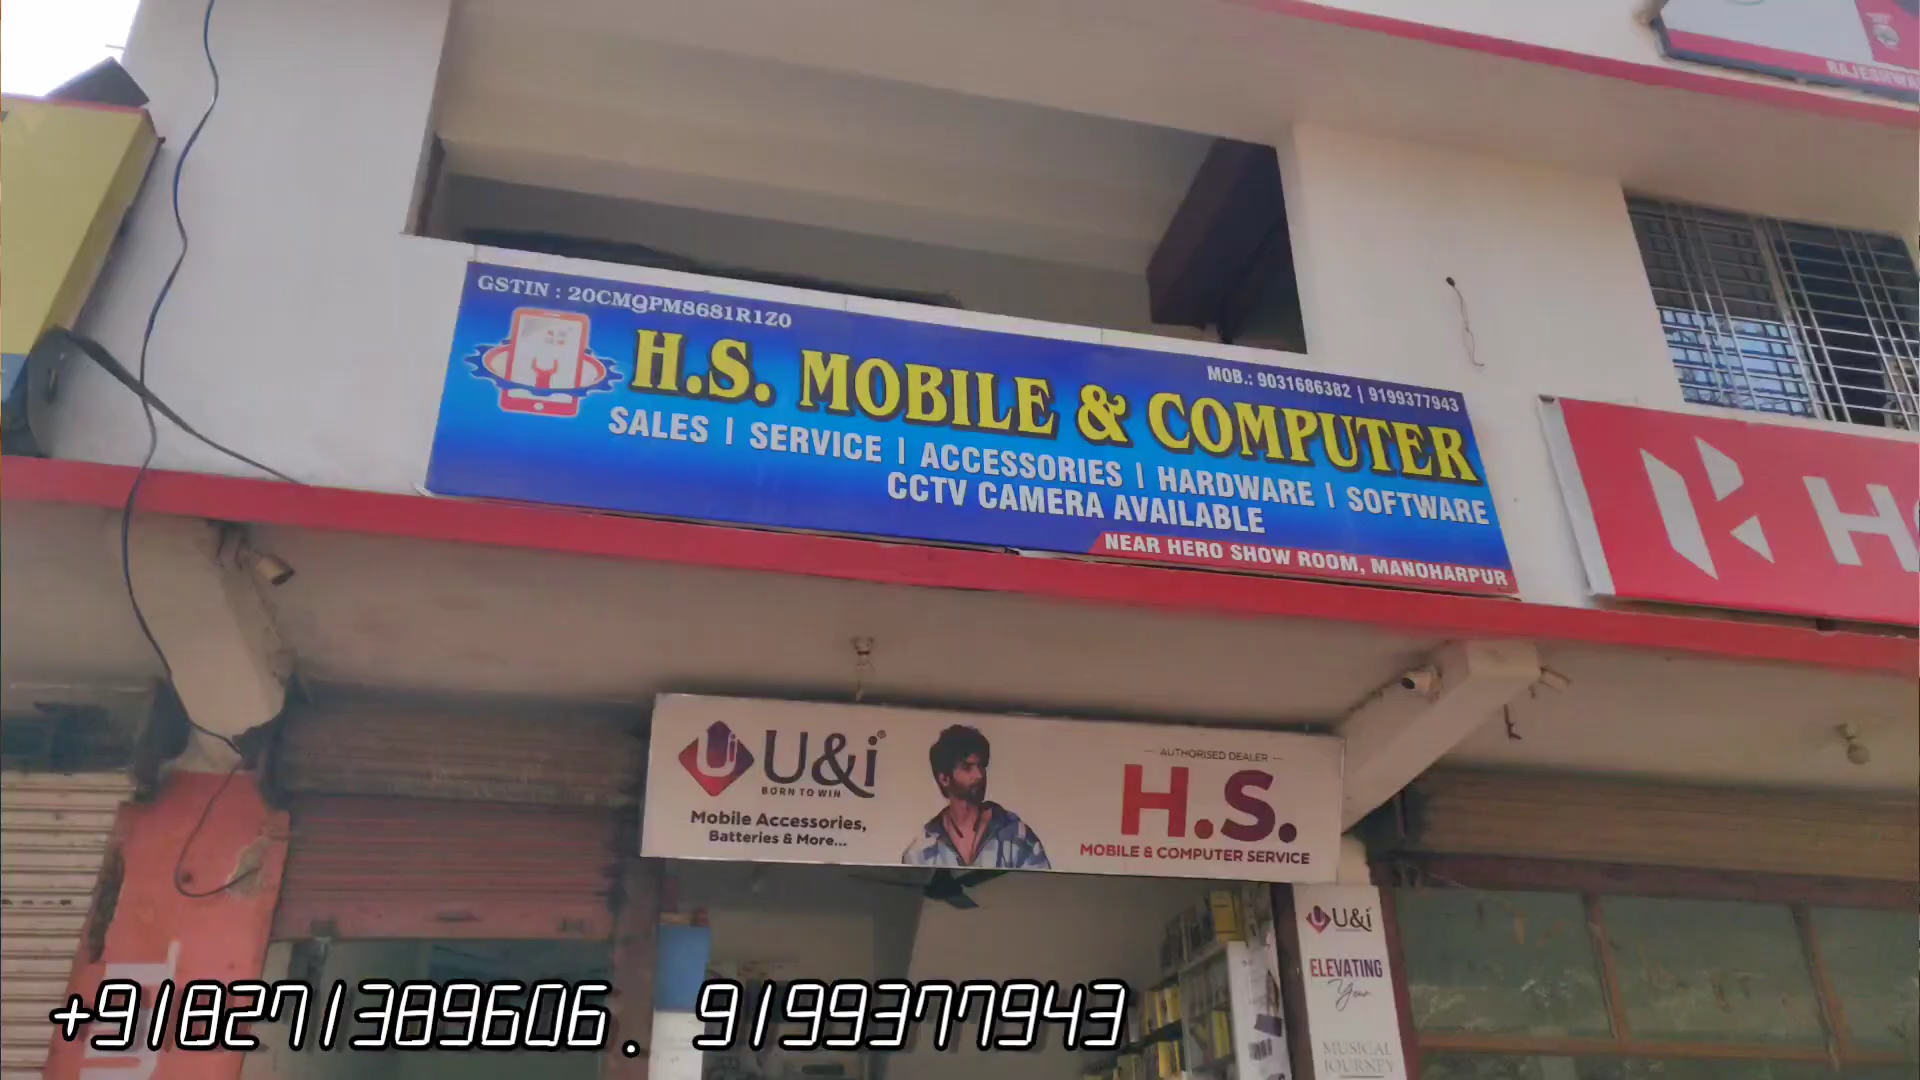 RAJESHWA
GSTIN : 20CMQPM8681R1Z0
MOB.: 9031686382 | 9199377943
H.S. MOBILE & COMPUTER
SALES | SERVICE | ACCESSORIES | HARDWARE | SOFTWARE
CCTV CAMERA AVAILABLE
NEAR HERO SHOW ROOM, MANOHARPUR
U&i®
BORN TO WIN
Mobile Accessories,
Batteries & More...
AUTHORISED DEALER
H.S.
MOBILE & COMPUTER SERVICE
U&i
ELEVATING
Your
MUSICAL
JOURNEY
+918271389606. 9199377943